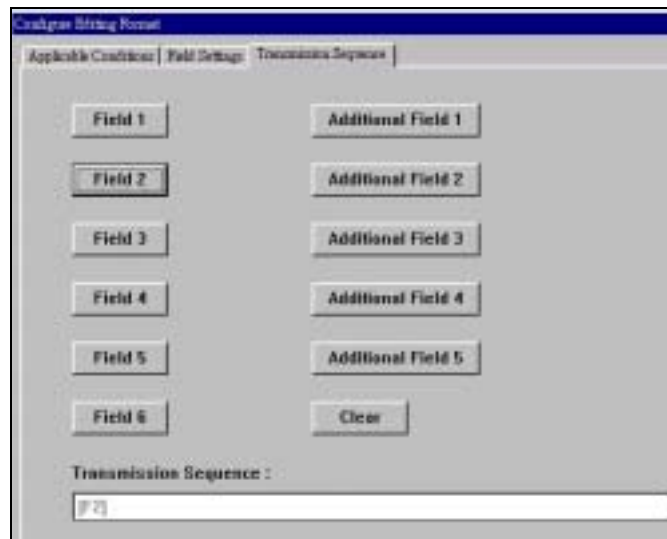 Configure Editing Format
Applicable Conditions Field Settings Transmission Sequence
Field 1 Additional Field 1
Field 2 Additional Field 2
Field 3 Additional Field 3
Field 4 Additional Field 4
Field 5 Additional Field 5
Field 6 Clear
Transmission Sequence :
[F2]